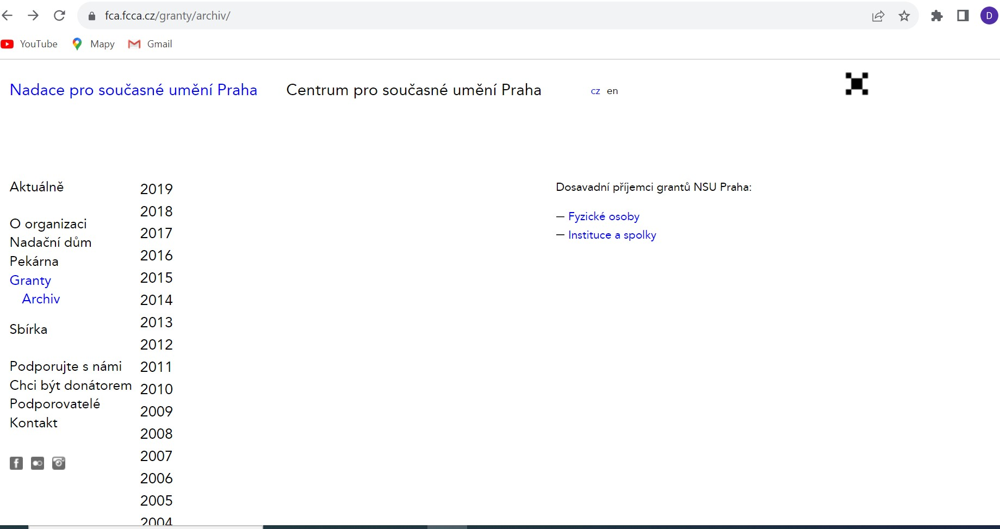 fca.fcca.cz/granty/archiv/
D
YouTube Mapy Gmail
Nadace pro současné umění Praha Centrum pro současné umění Praha cz en
Aktuálně
O organizaci
Nadační dům
Pekárna
Granty
Archiv
Sbírka
Podporujte s námi
Chci být donátorem
Podporovatelé
Kontakt
2019
2018
2017
2016
2015
2014
2013
2012
2011
2010
2009
2008
2007
2006
2005
2004
Dosavadní příjemci grantů NSU Praha:
— Fyzické osoby
— Instituce a spolky